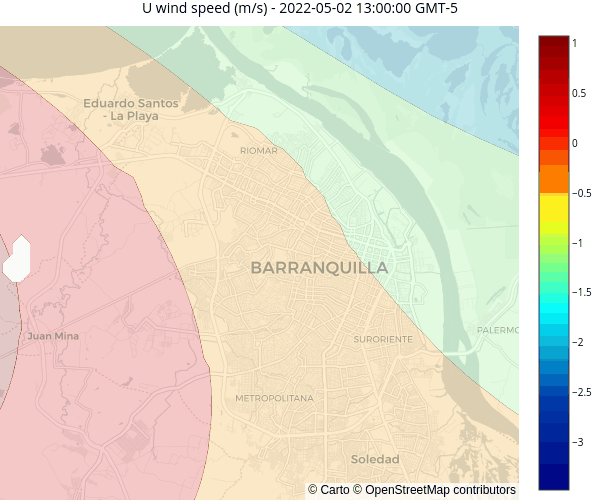 U wind speed (m/s) - 2022-05-02 13:00:00 GMT-5
Eduardo Santos
- La Playa
RIOMAR
BARRANQUILLA
Juan Mina
SURORIENTE
PALERMO
METROPOLITANA
Soledad
© Carto © OpenStreetMap contributors
1
0.5
0
−0.5
−1
−1.5
−2
−2.5
−3